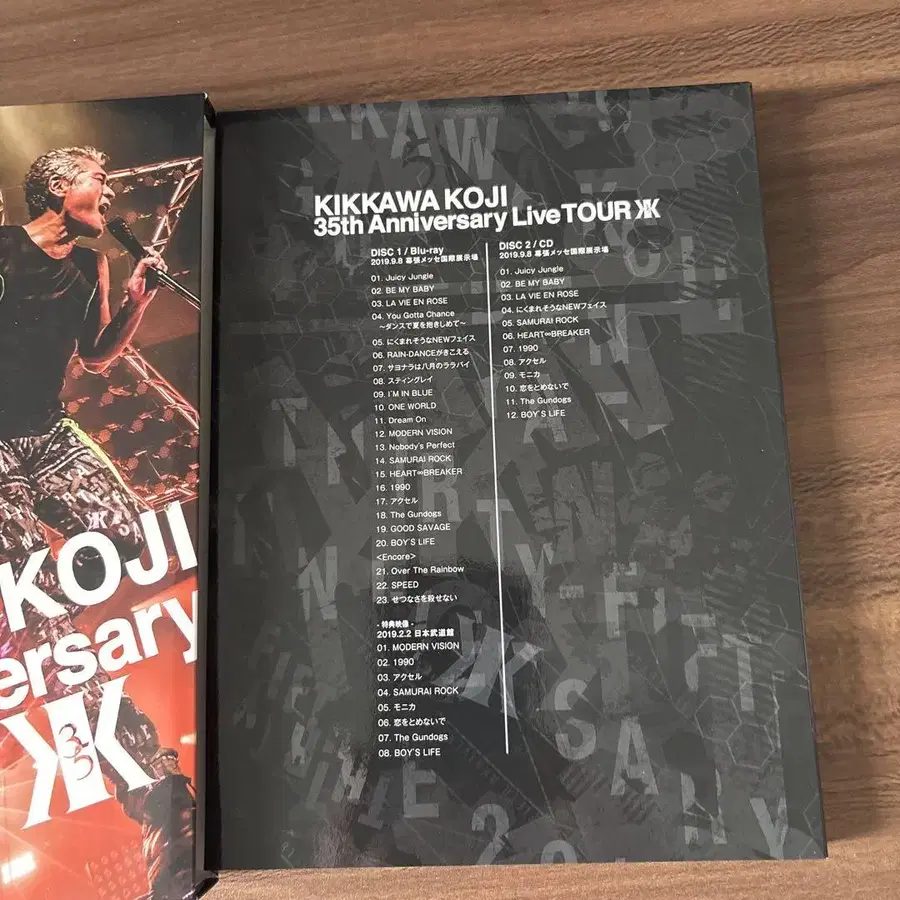 KOJI
ersary
35
KIKKAWA KOJI
35th Anniversary Live TOUR
DISC 1 / Blu-ray
2019.9.8 幕張メッセ国際展示場
01. Juicy Jungle
02. BE MY BABY
03. LA VIE EN ROSE
04. You Gotta Chance
〜ダンスで夏を抱きしめて〜
05. にくまれそうなNEWフェイス
06. RAIN-DANCEがきこえる
07. サヨナラは八月のララバイ
08. スティングレイ
09. I'M IN BLUE
10. ONE WORLD
11. Dream On
12. MODERN VISION
13. Nobody's Perfect
14. SAMURAI ROCK
15. HEART∞BREAKER
16. 1990
17. アクセル
18. The Gundogs
19. GOOD SAVAGE
20. BOY'S LIFE
<Encore>
21. Over The Rainbow
22. SPEED
23. せつなさを殺せない
- 特典映像 -
2019.2.2 日本武道館
01. MODERN VISION
02. 1990
03. アクセル
04. SAMURAI ROCK
05. モニカ
06. 恋をとめないで
07. The Gundogs
08. BOY'S LIFE
DISC 2 / CD
2019.9.8 幕張メッセ国際展示場
01. Juicy Jungle
02. BE MY BABY
03. LA VIE EN ROSE
04. にくまれそうなNEWフェイス
05. SAMURAI ROCK
06. HEART∞BREAKER
07. 1990
08. アクセル
09. モニカ
10. 恋をとめないで
11. The Gundogs
12. BOY'S LIFE